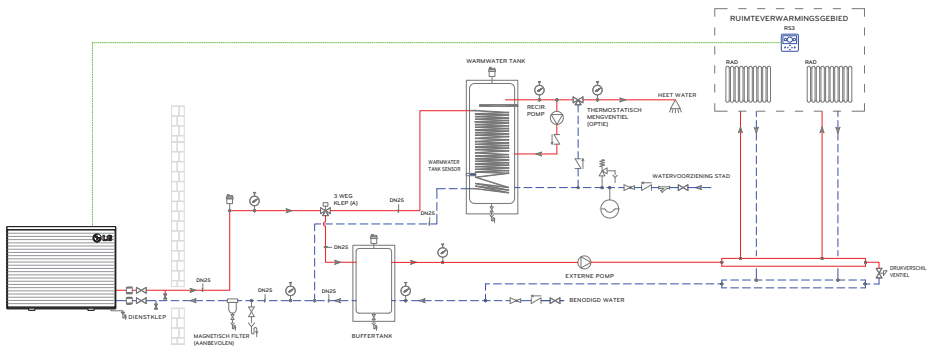 RUIMTEVERWARMINGSGEBIED
RS3
RAD
RAD
WARMWATER TANK
HEET WATER
RECIR.
POMP
THERMOSTATISCH
MENGVENTIEL
(OPTIE)
WARMWATER
TANK SENSOR
WATERVOORZIENING STAD
3 WEG
KLEP (A)
DN25
DN25
DN25
LG
DN25
DN25
EXTERNE POMP
DRUKVERSCHIL
VENTIEL
BENODIGD WATER
DIENSTKLEP
MAGNETISCH FILTER
(AANBEVOLEN)
BUFFERTANK